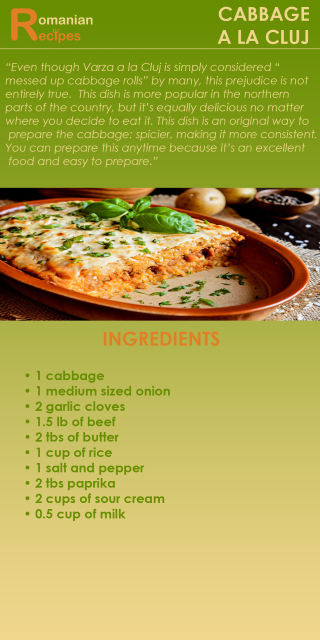 Romanian
Recipes
CABBAGE
A LA CLUJ
“Even though Varza a la Cluj is simply considered “
messed up cabbage rolls” by many, this prejudice is not
entirely true. This dish is more popular in the northern
parts of the country, but it’s equally delicious no matter
where you decide to eat it. This dish is an original way to
prepare the cabbage: spicier, making it more consistent.
You can prepare this anytime because it’s an excellent
food and easy to prepare.”
INGREDIENTS
• 1 cabbage
• 1 medium sized onion
• 2 garlic cloves
• 1.5 lb of beef
• 2 tbs of butter
• 1 cup of rice
• 1 salt and pepper
• 2 tbs paprika
• 2 cups of sour cream
• 0.5 cup of milk